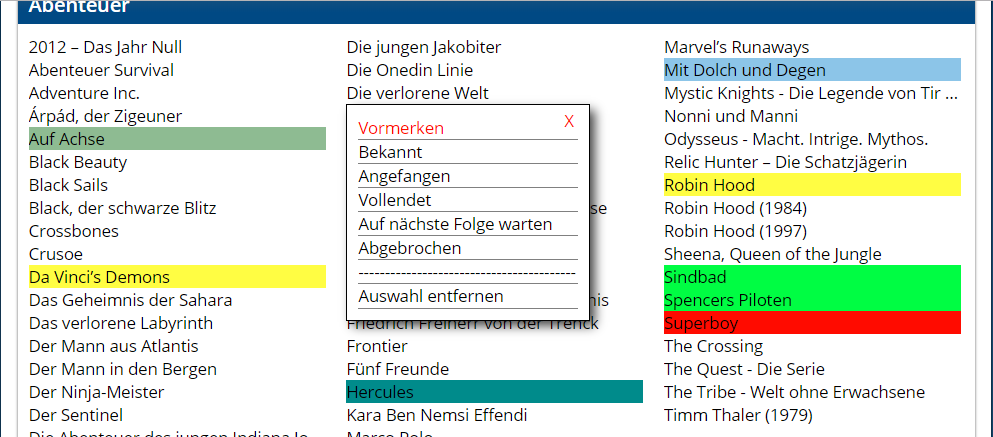 Abenteuer
2012 – Das Jahr Null
Abenteuer Survival
Adventure Inc.
Árpád, der Zigeuner
Auf Achse
Black Beauty
Black Sails
Black, der schwarze Blitz
Crossbones
Crusoe
Da Vinci’s Demons
Das Geheimnis der Sahara
Das verlorene Labyrinth
Der Mann aus Atlantis
Der Mann in den Bergen
Der Ninja-Meister
Der Sentinel
Die Abenteuer des jungen Indiana Jo...
Die jungen Jakobiter
Die Onedin Linie
Die verlorene Welt
X
Vormerken
Bekannt
Angefangen
Vollendet
Auf nächste Folge warten
Abgebrochen
------------------------------------------
Auswahl entfernen
se
nis
Friedrich Freiherr von der Trenck
Frontier
Fünf Freunde
Hercules
Kara Ben Nemsi Effendi
Marco Polo
Marvel’s Runaways
Mit Dolch und Degen
Mystic Knights - Die Legende von Tir ...
Nonni und Manni
Odysseus - Macht. Intrige. Mythos.
Relic Hunter – Die Schatzjägerin
Robin Hood
Robin Hood (1984)
Robin Hood (1997)
Sheena, Queen of the Jungle
Sindbad
Spencers Piloten
Superboy
The Crossing
The Quest - Die Serie
The Tribe - Welt ohne Erwachsene
Timm Thaler (1979)